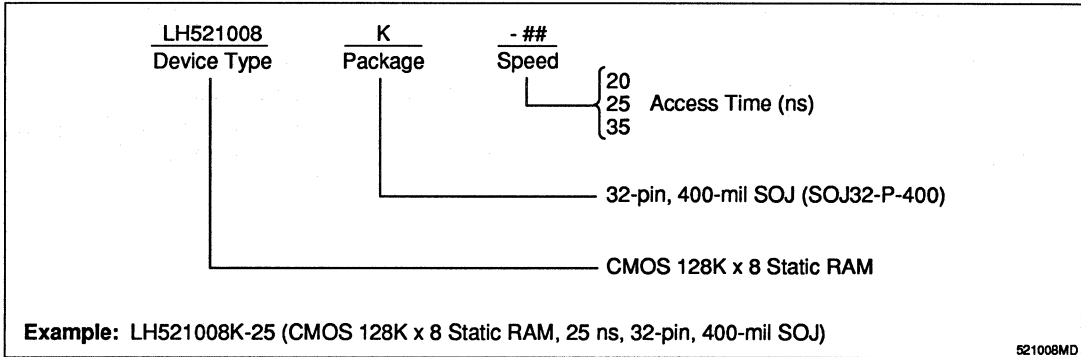 LH521008 K - ##
Device Type Package Speed
20
25 Access Time (ns)
35
32-pin, 400-mil SOJ (SOJ32-P-400)
CMOS 128K x 8 Static RAM
Example: LH521008K-25 (CMOS 128K x 8 Static RAM, 25 ns, 32-pin, 400-mil SOJ)
521008MD